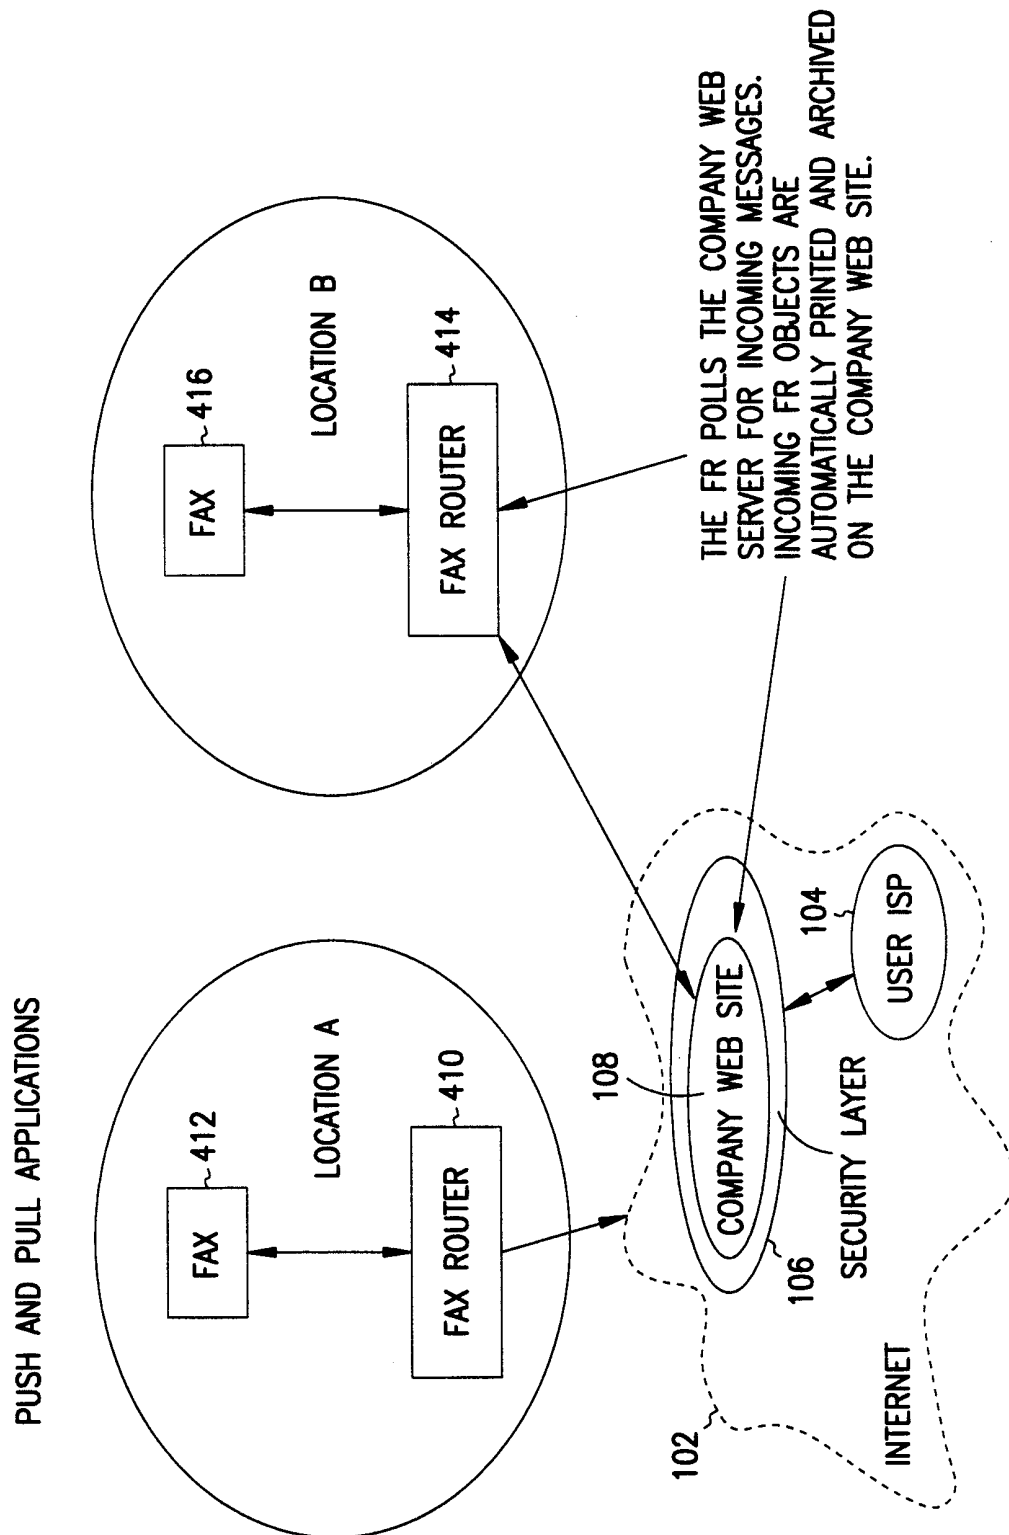 PUSH AND PULL APPLICATIONS
412
FAX
LOCATION A
410
FAX ROUTER
416
FAX
LOCATION B
414
FAX ROUTER
THE FR POLLS THE COMPANY WEB
SERVER FOR INCOMING MESSAGES.
INCOMING FR OBJECTS ARE
AUTOMATICALLY PRINTED AND ARCHIVED
ON THE COMPANY WEB SITE.
102
108
COMPANY WEB SITE
106
SECURITY LAYER
104
USER ISP
INTERNET